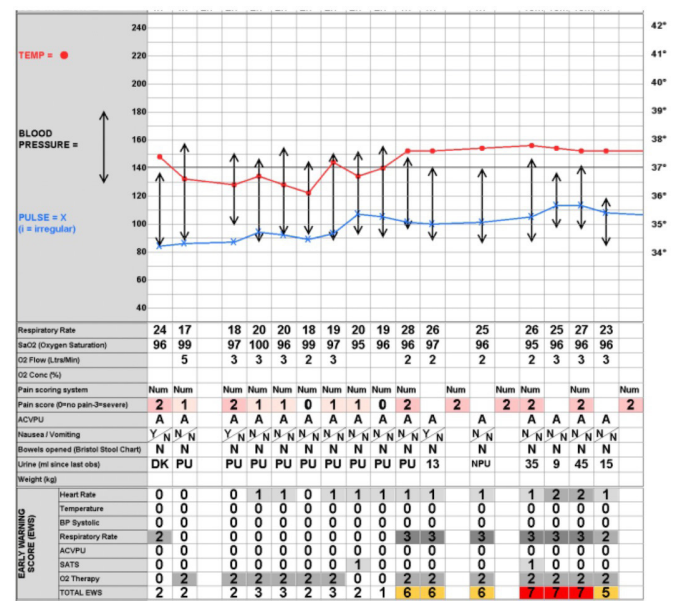 240
42°
TEMP =
220
41°
200
40°
180
39°
BLOOD
PRESSURE =
160
38°
140
37°
120
36°
PULSE = X
(i = irregular)
100
35°
80
34°
60
40
Respiratory Rate 24 17 18 20 20 18 19 20 19 28 26 25 26 25 27 23
SaO2 (Oxygen Saturation) 96 99 97 100 96 99 97 95 96 96 97 96 95 96 96 96
O2 Flow (Ltrs/Min) 5 3 3 3 2 3 2 2 2 2 3 3 3
O2 Conc (%)
Pain scoring system Num Num Num Num Num Num Num Num Num Num Num Num Num Num Num
Pain score (0=no pain-3=severe) 2 1 2 1 1 0 1 1 0 2 2 2 2 2 2
ACVPU A A A A A A A A A A A A A A A A
Nausea / Vomiting Y/N N/N Y/N N/N N/N N/N N/N N/N N/N N/N Y/N N/N N/N N/N N/N N/N
Bowels opened (Bristol Stool Chart) N N N N N N N N N N N N N N N N
Urine (ml since last obs) DK PU PU PU PU PU PU PU PU PU 13 NPU 35 9 45 15
Weight (kg)
EARLY WARNING
SCORE (EWS)
Heart Rate 0 0 0 1 1 0 1 1 1 1 1 1 1 2 2 1
Temperature 0 0 0 0 0 0 0 0 0 0 0 0 0 0 0 0
BP Systolic 0 0 0 0 0 0 0 0 0 0 0 0 0 0 0 0
Respiratory Rate 2 0 0 0 0 0 0 0 0 3 3 3 3 3 3 2
ACVPU 0 0 0 0 0 0 0 0 0 0 0 0 0 0 0 0
SATS 0 0 0 0 0 0 0 1 0 0 0 0 1 0 0 0
O2 Therapy 0 2 2 2 2 2 2 0 0 2 2 2 2 2 2 2
TOTAL EWS 2 2 2 3 3 2 3 2 1 6 6 6 7 7 7 5